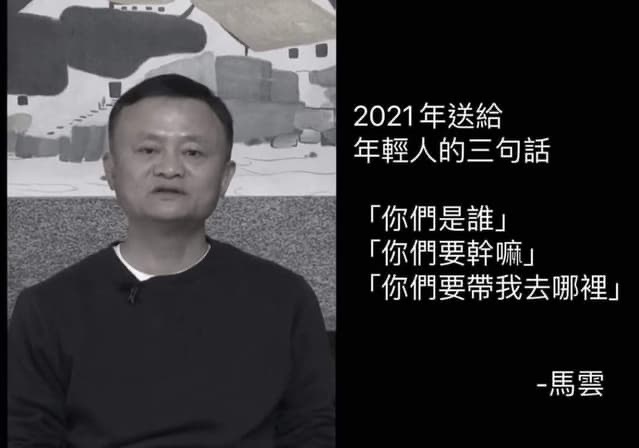 2021年送給
年輕人的三句話
「你們是誰」
「你們要幹嘛」
「你們要帶我去哪裡」
-馬雲